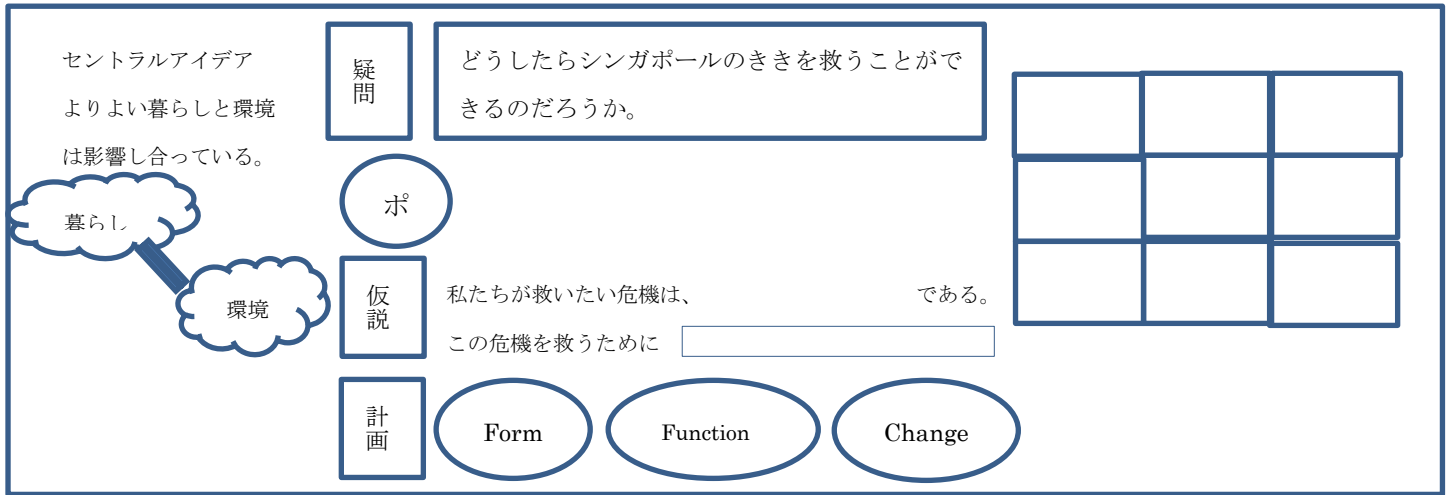 セントラルアイデア
よりよい暮らしと環境
は影響し合っている。
暮らし
環境
疑問
どうしたらシンガポールのききを救うことがで
きるのだろうか。
ポ
仮説
私たちが救いたい危機は、 である。
この危機を救うために
計画
Form
Function
Change